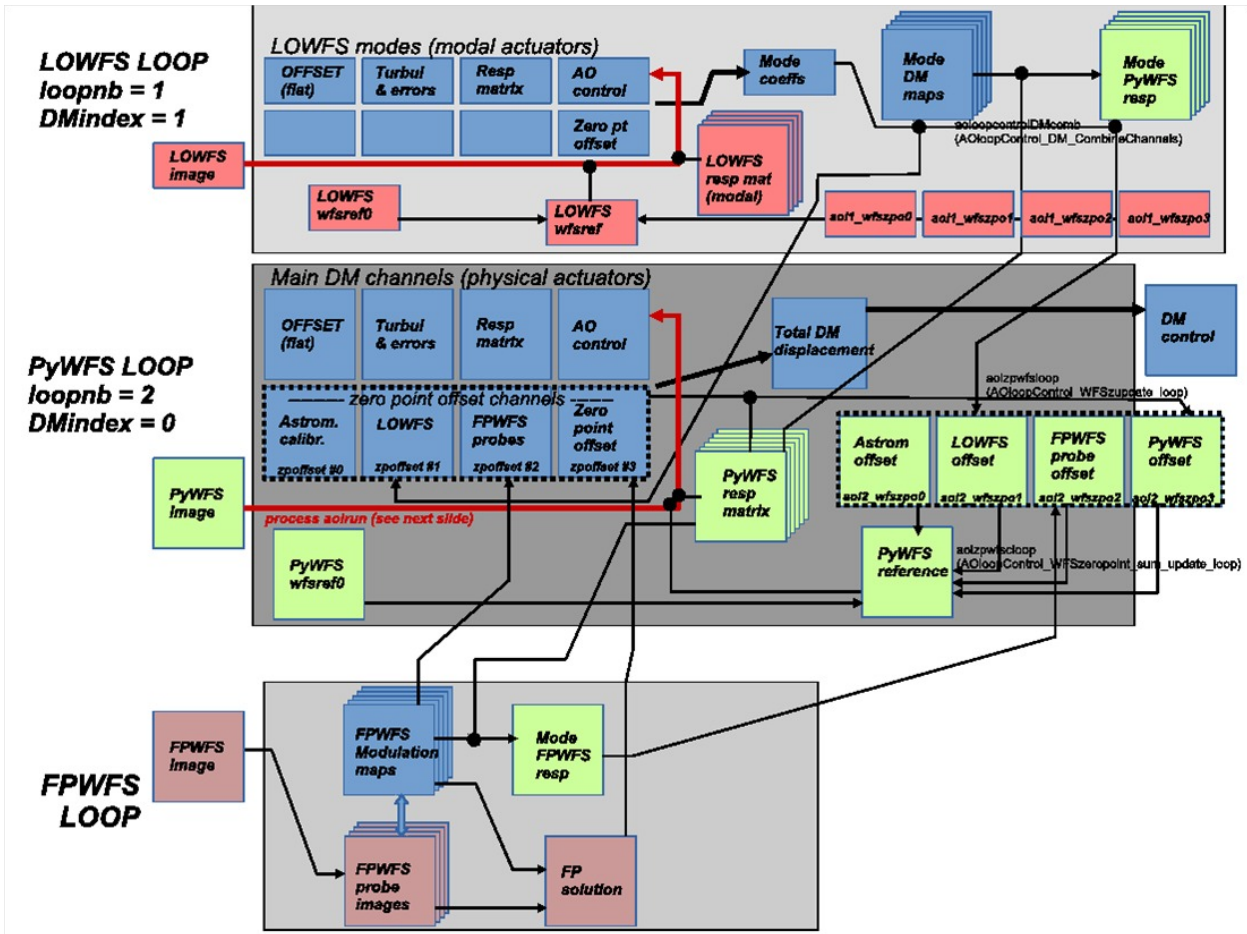 LOWFS LOOP
loopnb = 1
DMindex = 1
LOWFS modes (modal actuators)
OFFSET
(flat)
Turbul
& errors
Resp
matrix
AO
control
Zero pt
offset
Mode
coeffs
Mode
DM
maps
Mode
PyWFS
resp
aoloopcontrolDMcomb
(AOloopControl_DM_CombineChannels)
LOWFS
image
LOWFS
resp mat
(modal)
LOWFS
wfsref0
LOWFS
wfsref
aol1_wfszpo0
aol1_wfszpo1
aol1_wfszpo2
aol1_wfszpo3
PyWFS LOOP
loopnb = 2
DMindex = 0
Main DM channels (physical actuators)
OFFSET
(flat)
Turbul
& errors
Resp
matrix
AO
control
Total DM
displacement
DM
control
zero point offset channels
Astrom.
calibr.
zpoffset #0
LOWFS
zpoffset #1
FPWFS
probes
zpoffset #2
Zero
point
offset
zpoffset #3
aolzpwfsloop
(AOloopControl_WFSzupdate_loop)
Astrom
offset
aol2_wfszpo0
LOWFS
offset
aol2_wfszpo1
FPWFS
probe
offset
aol2_wfszpo2
PyWFS
offset
aol2_wfszpo3
PyWFS
image
PyWFS
resp
matrix
process aolrun (see next slide)
PyWFS
wfsref0
PyWFS
reference
aolzpwfscloop
(AOloopControl_WFSzeropoint_sum_update_loop)
FPWFS
LOOP
FPWFS
image
FPWFS
Modulation
maps
Mode
FPWFS
resp
FPWFS
probe
images
FP
solution